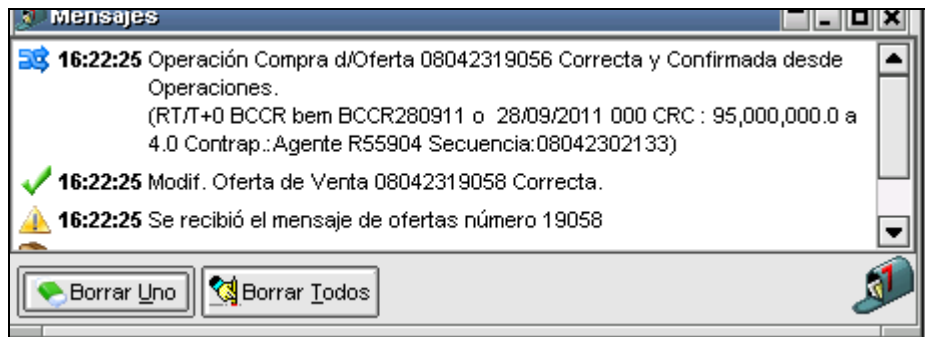 Mensajes
16:22:25 Operación Compra d/Oferta 08042319056 Correcta y Confirmada desde
Operaciones.
(RT/T+0 BCCR bem BCCR280911 o 28/09/2011 000 CRC : 95,000,000.0 a
4.0 Contrap.:Agente R55904 Secuencia:08042302133)
16:22:25 Modif. Oferta de Venta 08042319058 Correcta.
16:22:25 Se recibió el mensaje de ofertas número 19058
Borrar Uno Borrar Todos